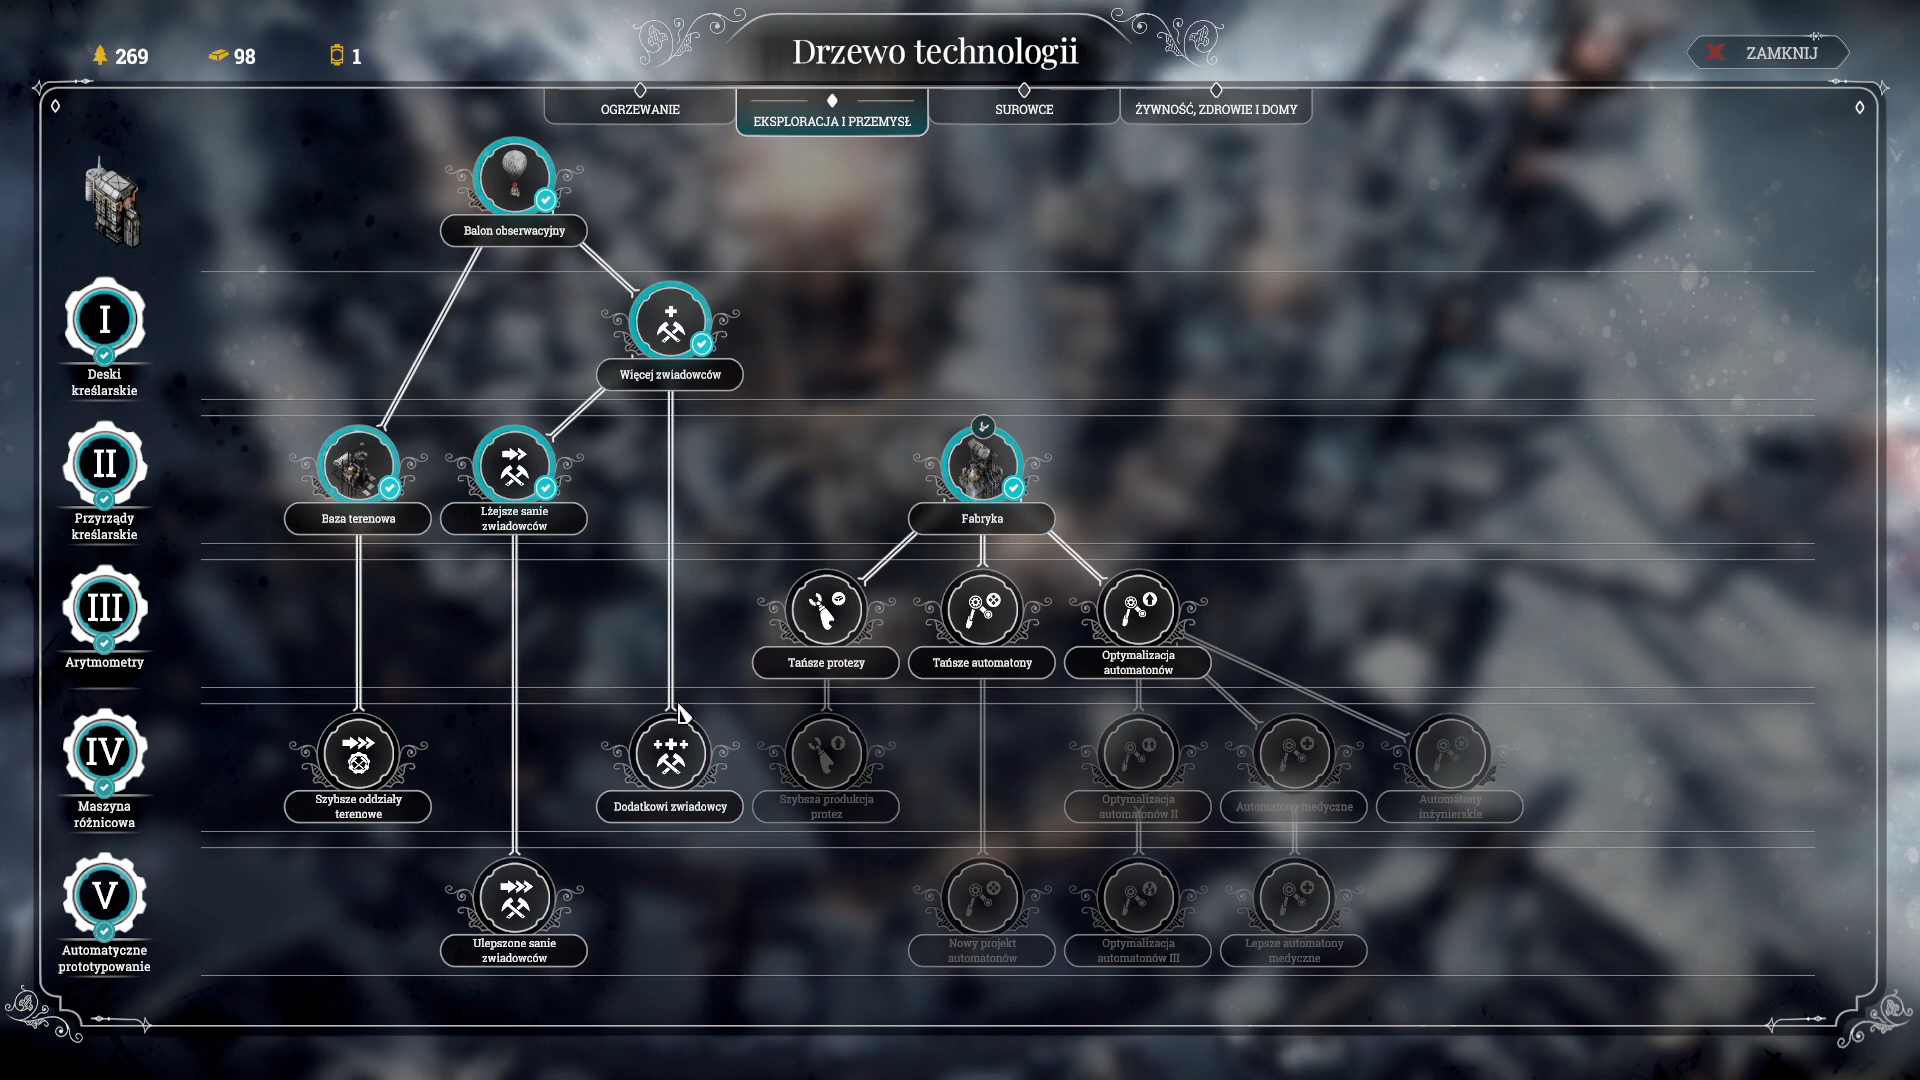 269
98
1
Drzewo technologii
ZAMKNIJ
OGRZEWANIE
EKSPLORACJA I PRZEMYSŁ
SUROWCE
ŻYWNOŚĆ, ZDROWIE I DOMY
Balon obserwacyjny
I
Deski
kreślarskie
Więcej zwiadowców
II
Przyrządy
kreślarskie
Baza terenowa
Lżejsze sanie
zwiadowców
Fabryka
III
Arytmometry
Tańsze protezy
Tańsze automatony
Optymalizacja
automatonów
IV
Maszyna
różnicowa
Szybsze oddziały
terenowe
Dodatkowi zwiadowcy
Szybsza produkcja
protez
Optymalizacja
automatonów II
Automatony medyczne
Automatony
inżynierskie
V
Automatyczne
prototypowanie
Ulepszone sanie
zwiadowców
Nowy projekt
automatonów
Optymalizacja
automatonów III
Lepsze automatony
medyczne